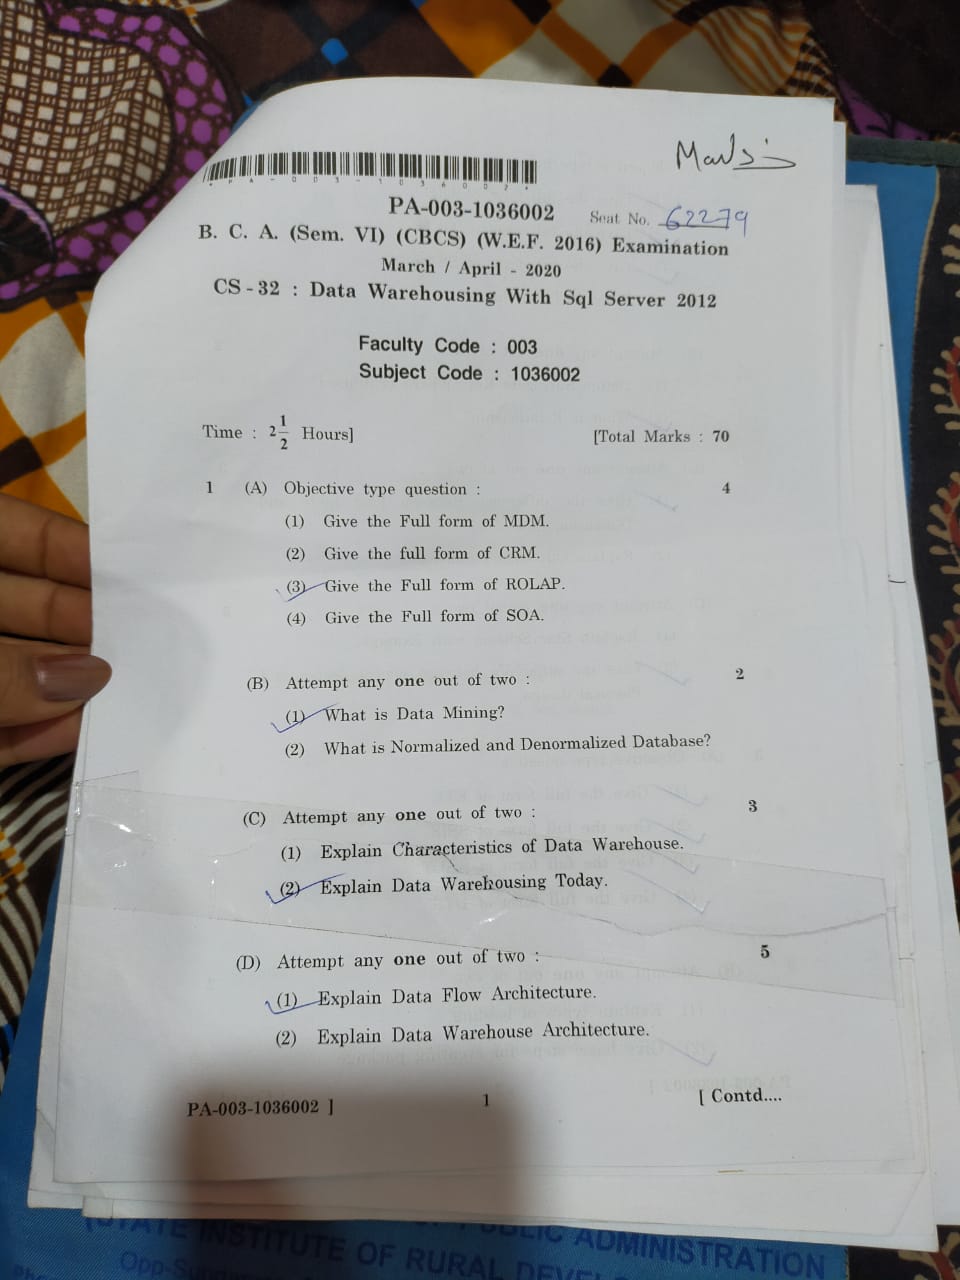 Marks:
PA-003-1036002 Seat No. 62279
B. C. A. (Sem. VI) (CBCS) (W.E.F. 2016) Examination
March / April - 2020
CS - 32 : Data Warehousing With Sql Server 2012
Faculty Code : 003
Subject Code : 1036002
Time : 2 1/2 Hours] [Total Marks : 70
1 (A) Objective type question : 4
(1) Give the Full form of MDM.
(2) Give the full form of CRM.
(3) Give the Full form of ROLAP.
(4) Give the Full form of SOA.
(B) Attempt any one out of two : 2
(1) What is Data Mining?
(2) What is Normalized and Denormalized Database?
(C) Attempt any one out of two : 3
(1) Explain Characteristics of Data Warehouse.
(2) Explain Data Warehousing Today.
(D) Attempt any one out of two : 5
(1) Explain Data Flow Architecture.
(2) Explain Data Warehouse Architecture.
PA-003-1036002 ] 1 [ Contd....
PUBLIC ADMINISTRATION
(STATE INSTITUTE OF RURAL